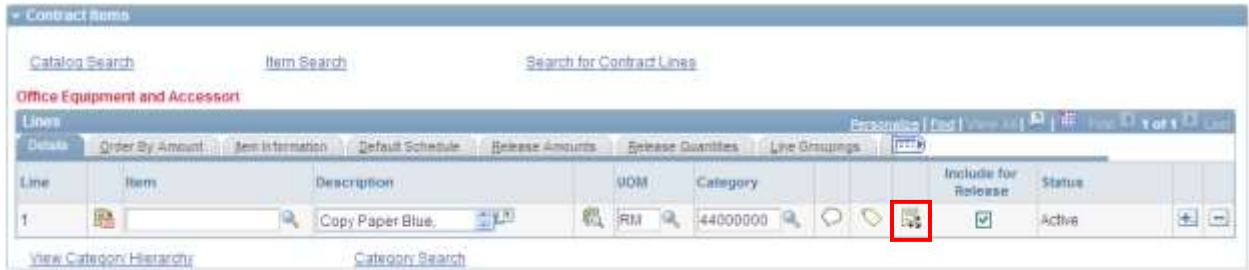 Contract Items
Catalog Search Item Search Search for Contract Lines
Office Equipment and Accessori
Lines Personalize | Find | View All | First 1 of 1 Last
Details Order By Amount Item Information Default Schedule Release Amounts Release Quantities Line Groupings
Line Item Description UOM Category Include for Release Status
1 Copy Paper Blue, RM 44000000 Active
View Category Hierarchy Category Search